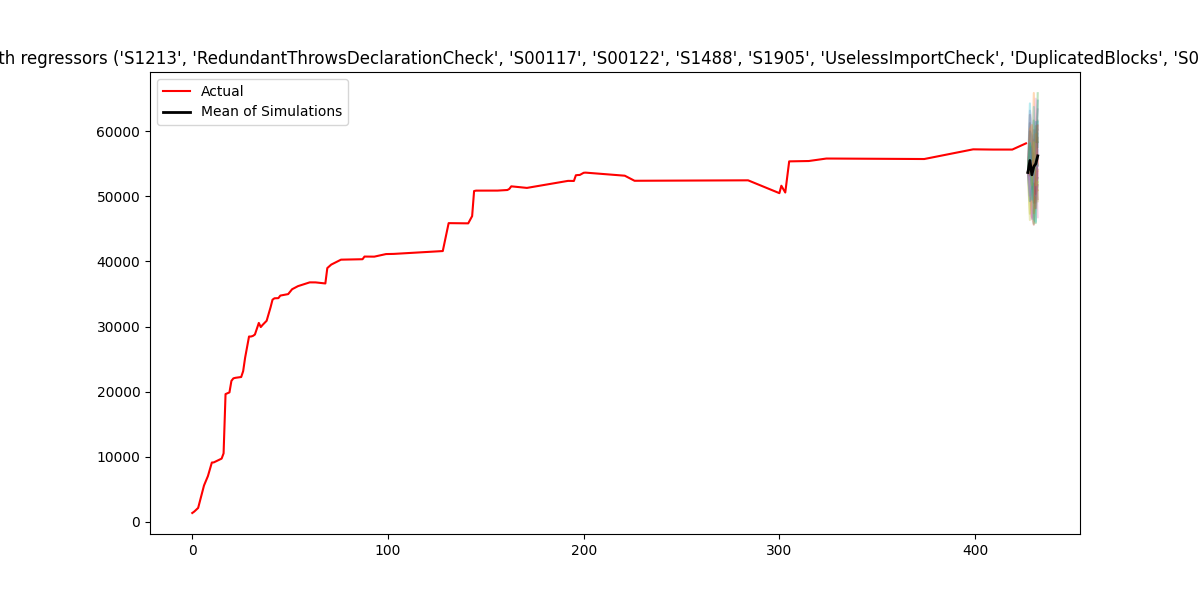 th regressors ('S1213', 'RedundantThrowsDeclarationCheck', 'S00117', 'S00122', 'S1488', 'S1905', 'UselessImportCheck', 'DuplicatedBlocks', 'S0
Actual
Mean of Simulations
60000
50000
40000
30000
20000
10000
0
0 100 200 300 400